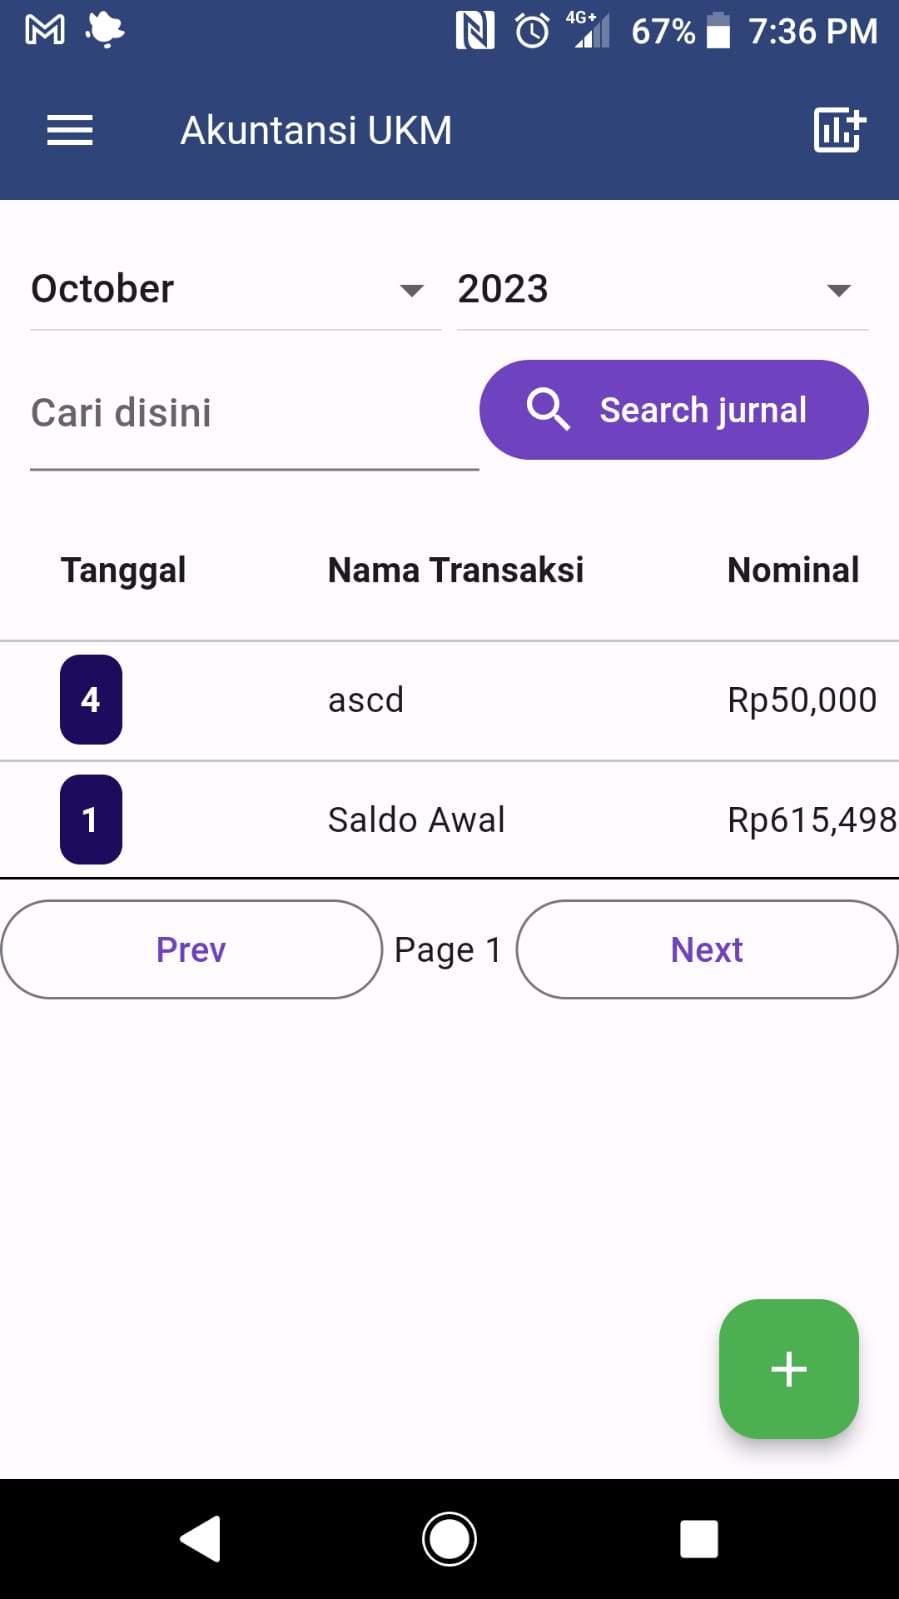 4G+ 67% 7:36 PM
Akuntansi UKM
October 2023
Cari disini Search jurnal
Tanggal Nama Transaksi Nominal
4 ascd Rp50,000
1 Saldo Awal Rp615,498
Prev Page 1 Next